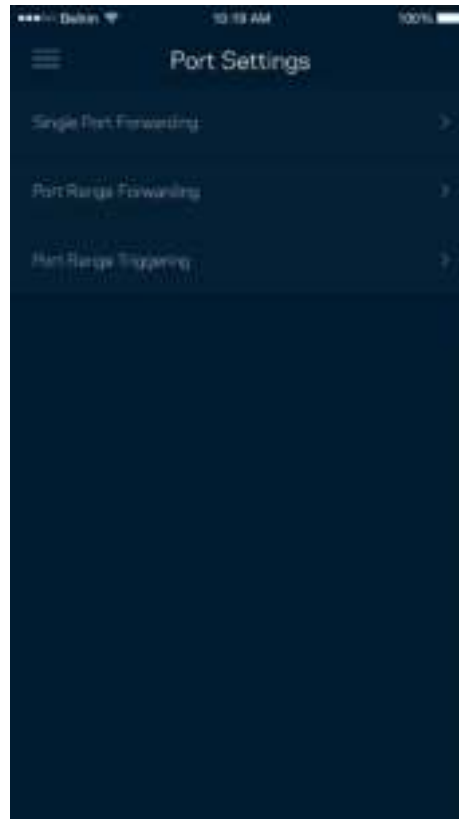 Belkin 10:19 AM 100%
Port Settings
Single Port Forwarding
Port Range Forwarding
Port Range Triggering